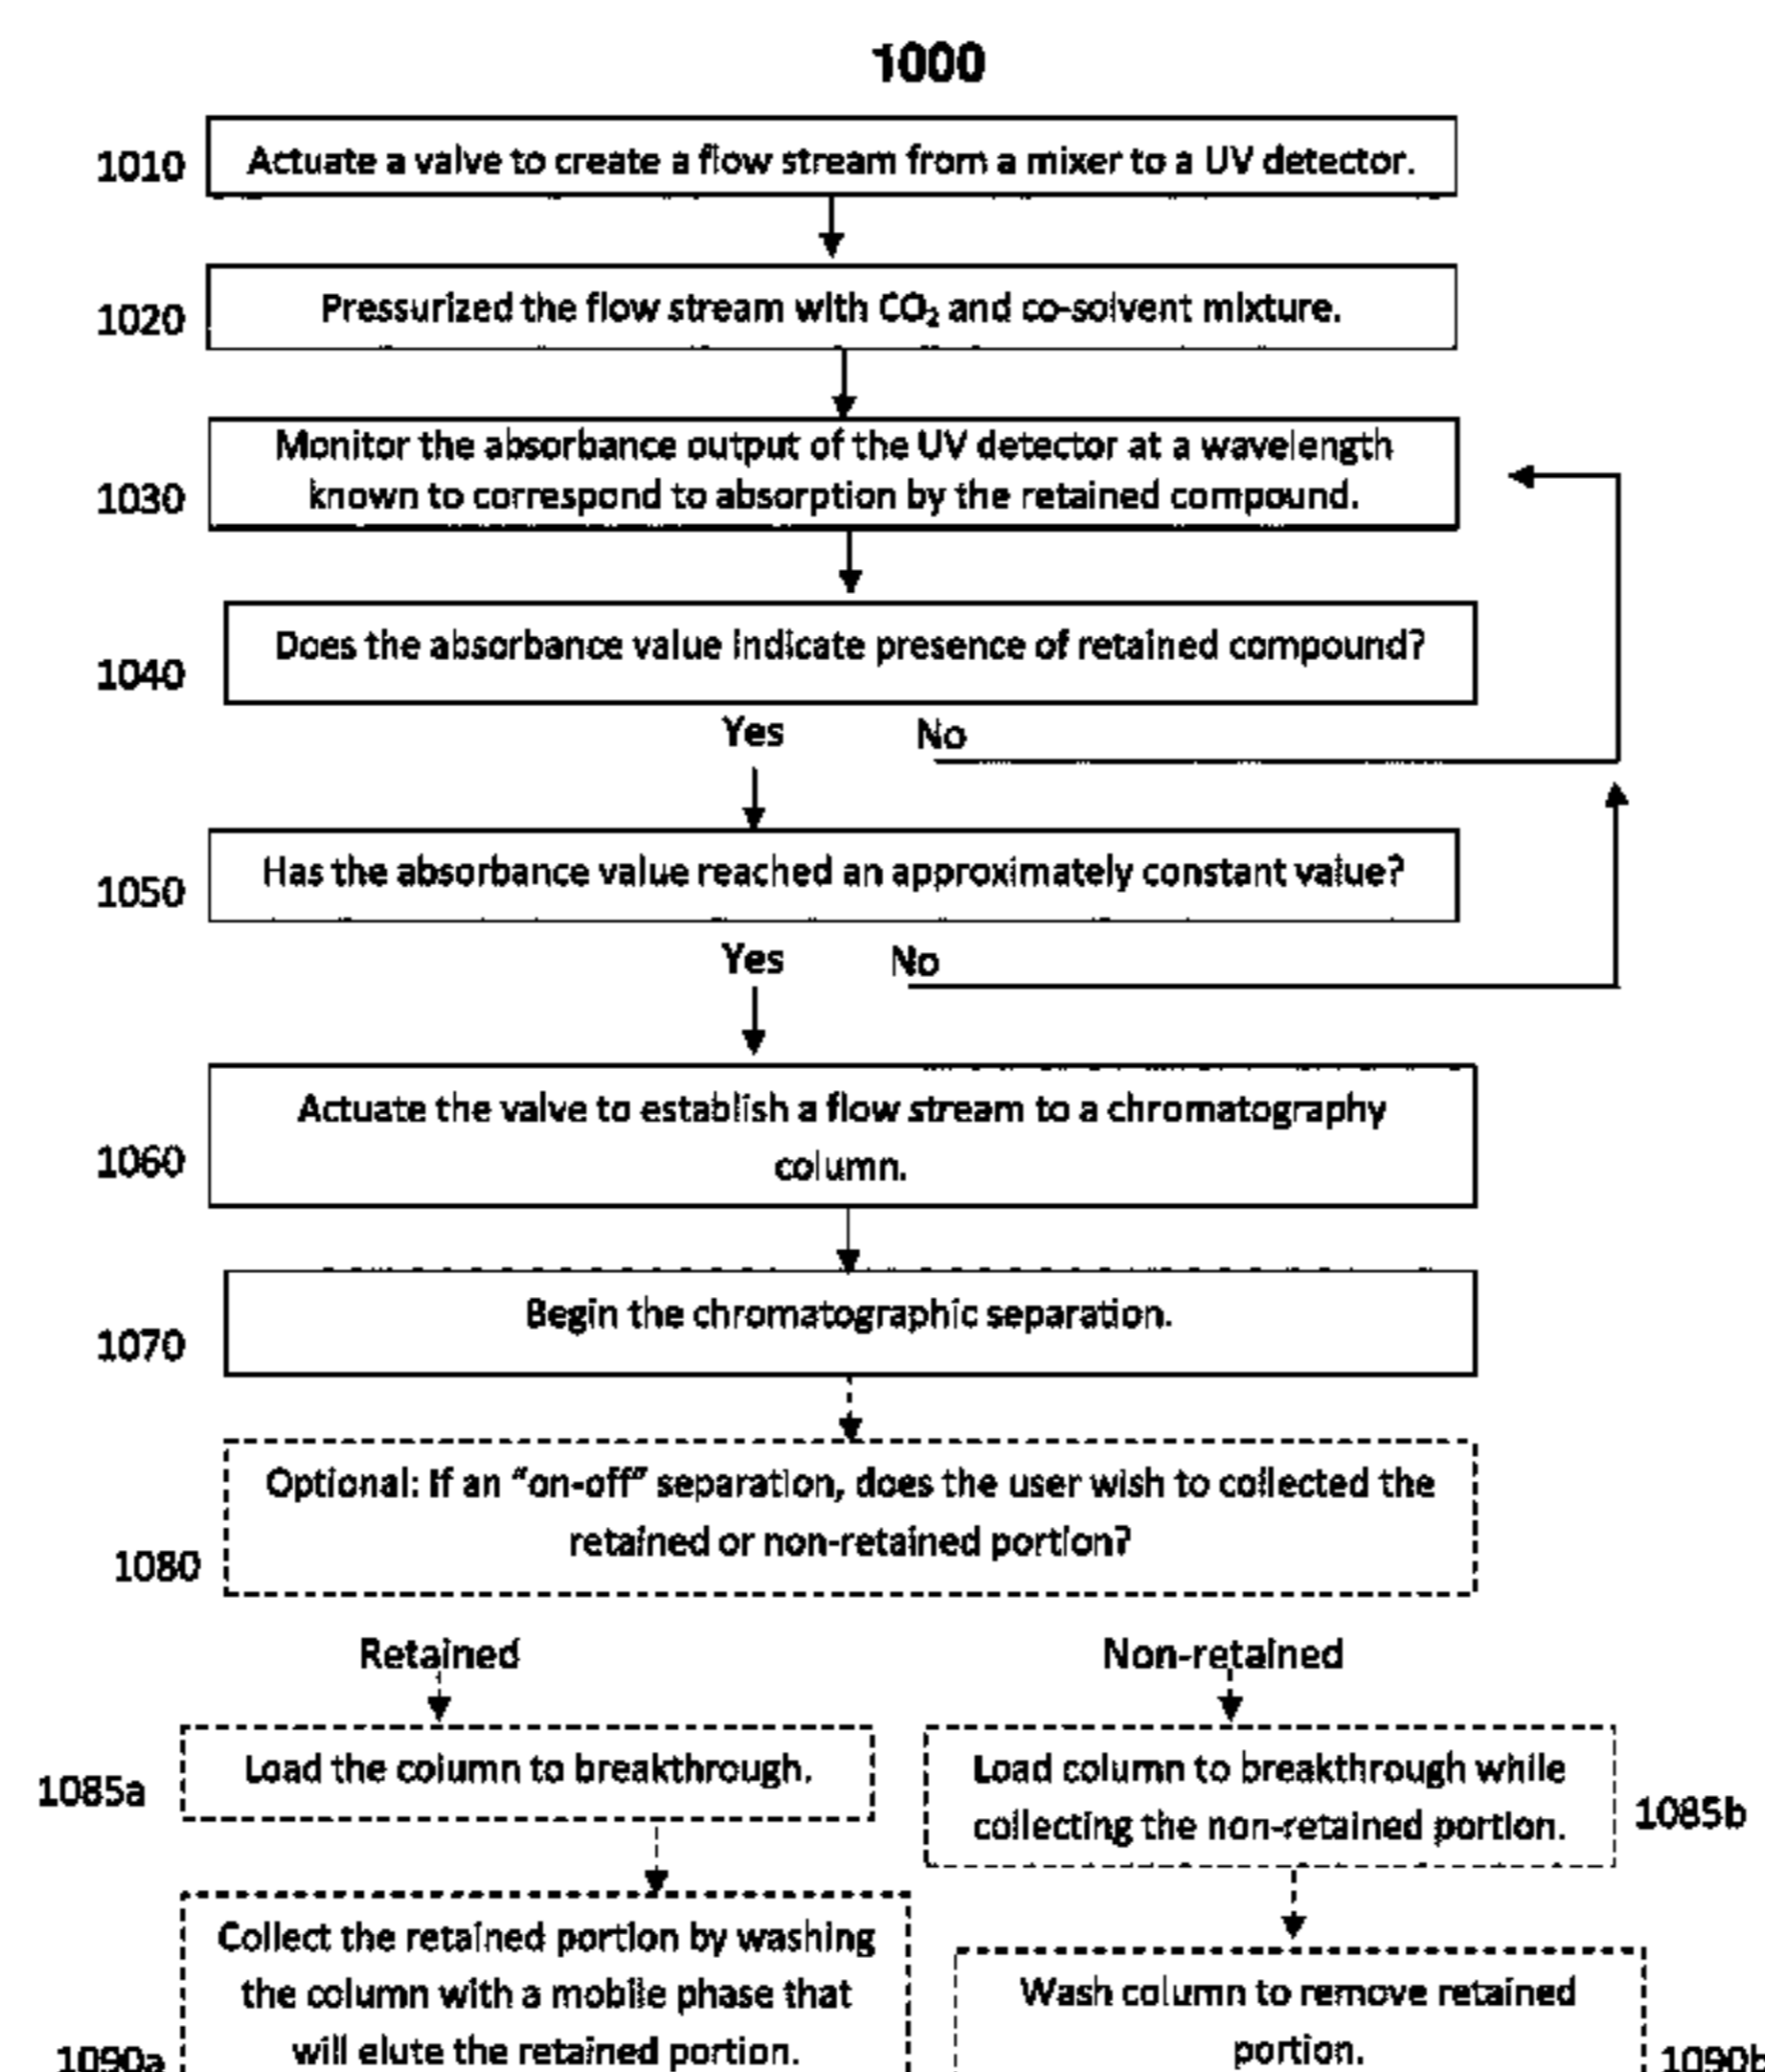 1000
1010
Actuate a valve to create a flow stream from a mixer to a UV detector.
1020
Pressurized the flow stream with CO₂ and co-solvent mixture.
1030
Monitor the absorbance output of the UV detector at a wavelength
known to correspond to absorption by the retained compound.
1040
Does the absorbance value indicate presence of retained compound?
Yes
No
1050
Has the absorbance value reached an approximately constant value?
Yes
No
1060
Actuate the valve to establish a flow stream to a chromatography
column.
1070
Begin the chromatographic separation.
1080
Optional: If an “on-off” separation, does the user wish to collected the
retained or non-retained portion?
Retained
Non-retained
1085a
Load the column to breakthrough.
Load column to breakthrough while
collecting the non-retained portion.
1085b
Collect the retained portion by washing
the column with a mobile phase that
will elute the retained portion.
1090a
Wash column to remove retained
portion.
1090b